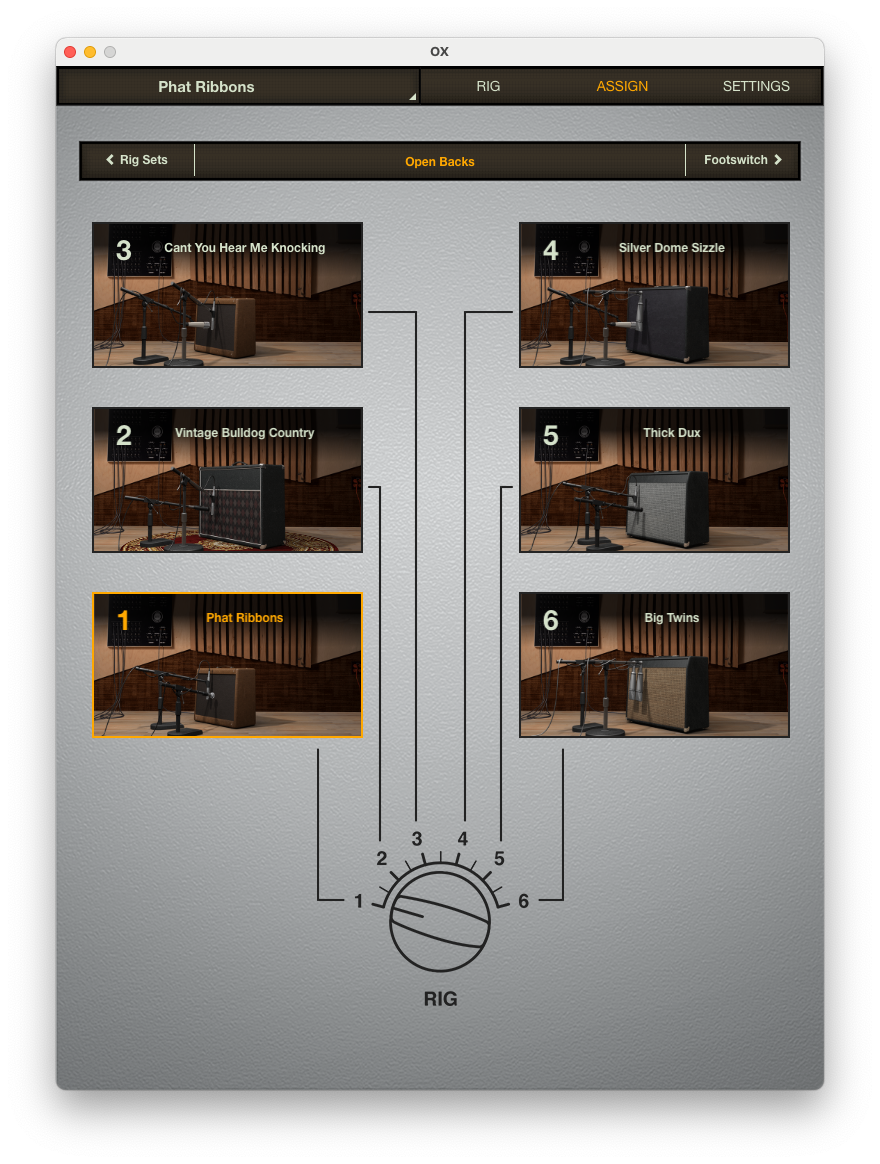 OX
Phat Ribbons
RIG
ASSIGN
SETTINGS
Rig Sets
Open Backs
Footswitch
3
Cant You Hear Me Knocking
4
Silver Dome Sizzle
2
Vintage Bulldog Country
5
Thick Dux
1
Phat Ribbons
6
Big Twins
3
4
2
5
1
6
RIG